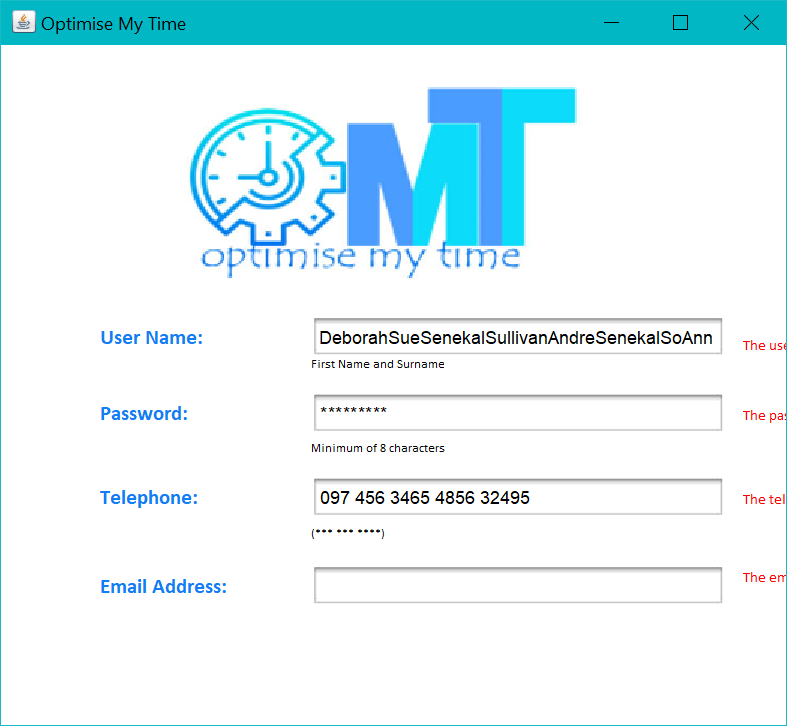 Optimise My Time
MT
optimise my time
User Name:
DeborahSueSenekalSullivanAndreSenekalSoAnn
The use
First Name and Surname
Password:
*********
The pas
Minimum of 8 characters
Telephone:
097 456 3465 4856 32495
The tel
(*** *** ****)
Email Address:
The em